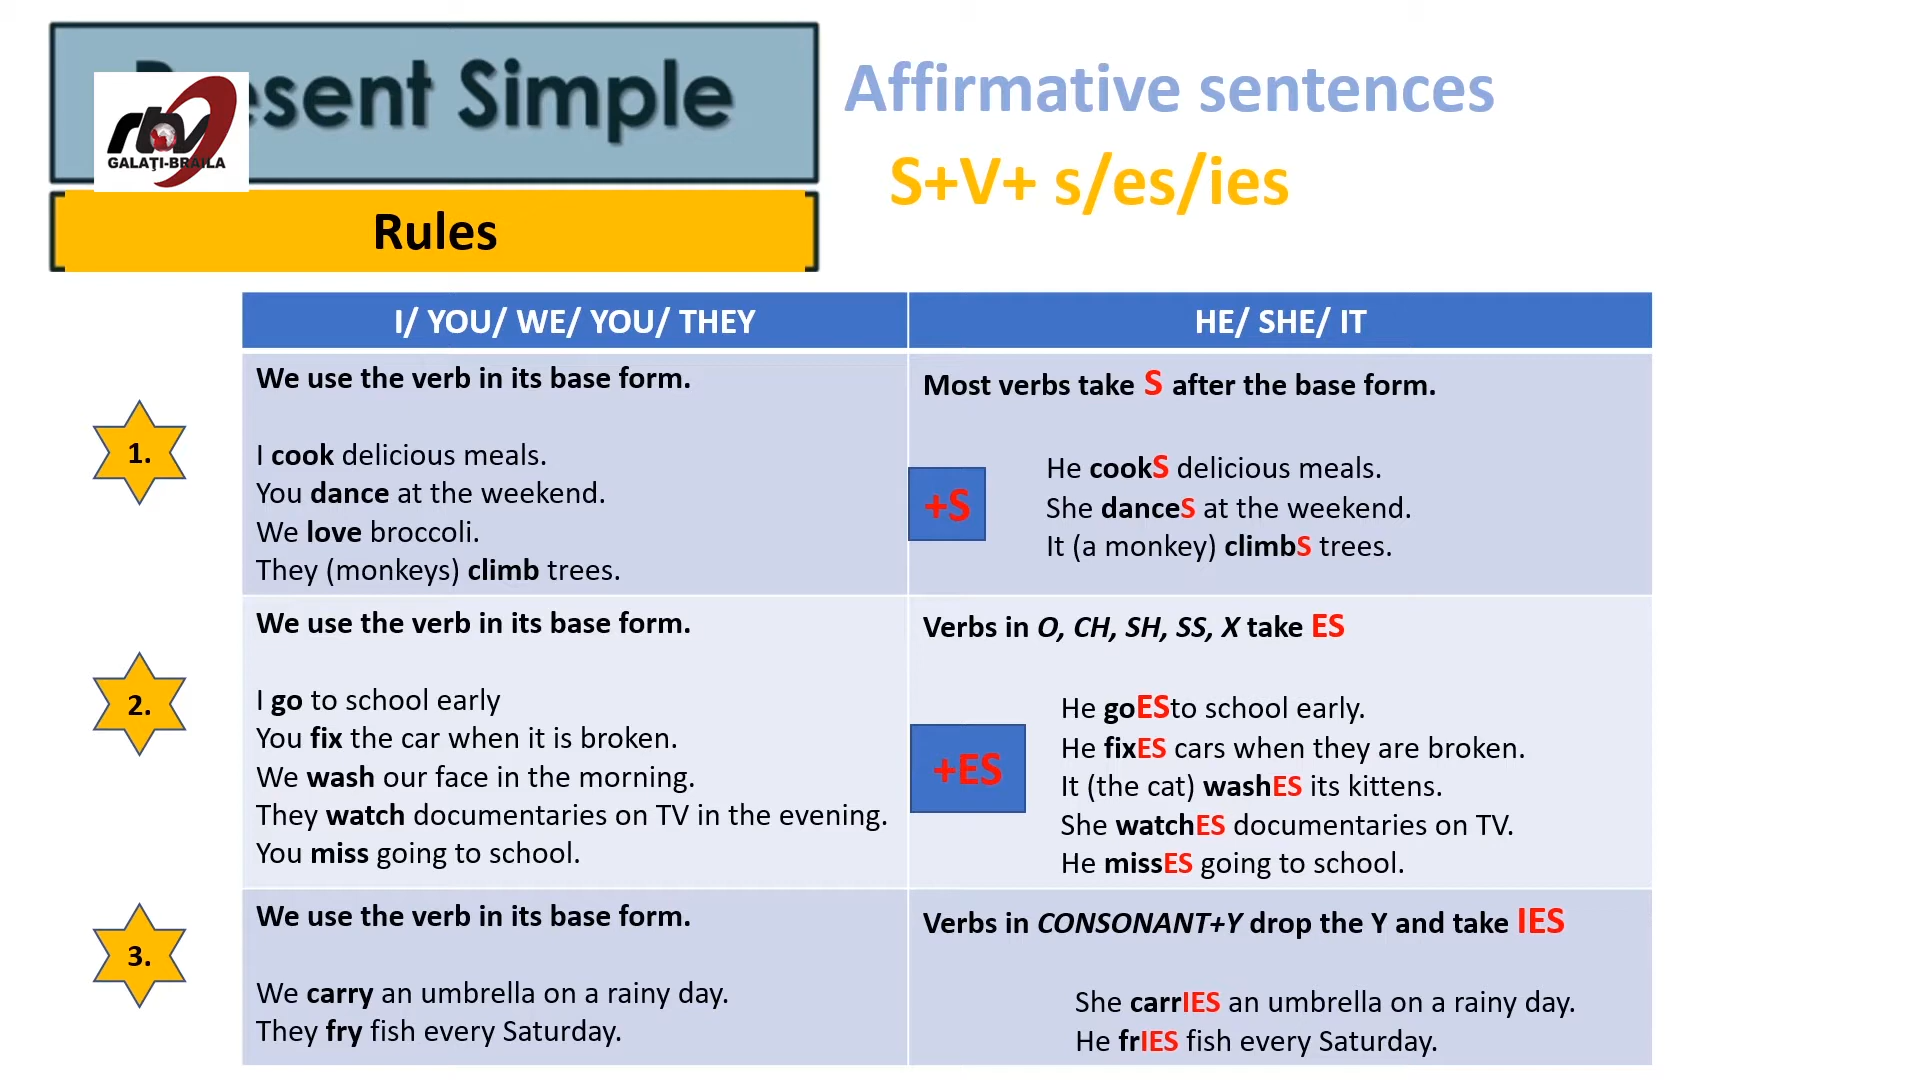 Present Simple
rtv
GALAŢI-BRAILA
Rules
Affirmative sentences
S+V+ s/es/ies
I/ YOU/ WE/ YOU/ THEY
HE/ SHE/ IT
1.
We use the verb in its base form.
I cook delicious meals.
You dance at the weekend.
We love broccoli.
They (monkeys) climb trees.
Most verbs take S after the base form.
+S
He cookS delicious meals.
She danceS at the weekend.
It (a monkey) climbS trees.
2.
We use the verb in its base form.
I go to school early
You fix the car when it is broken.
We wash our face in the morning.
They watch documentaries on TV in the evening.
You miss going to school.
Verbs in O, CH, SH, SS, X take ES
+ES
He goESto school early.
He fixES cars when they are broken.
It (the cat) washES its kittens.
She watchES documentaries on TV.
He missES going to school.
3.
We use the verb in its base form.
We carry an umbrella on a rainy day.
They fry fish every Saturday.
Verbs in CONSONANT+Y drop the Y and take IES
She carrIES an umbrella on a rainy day.
He frIES fish every Saturday.